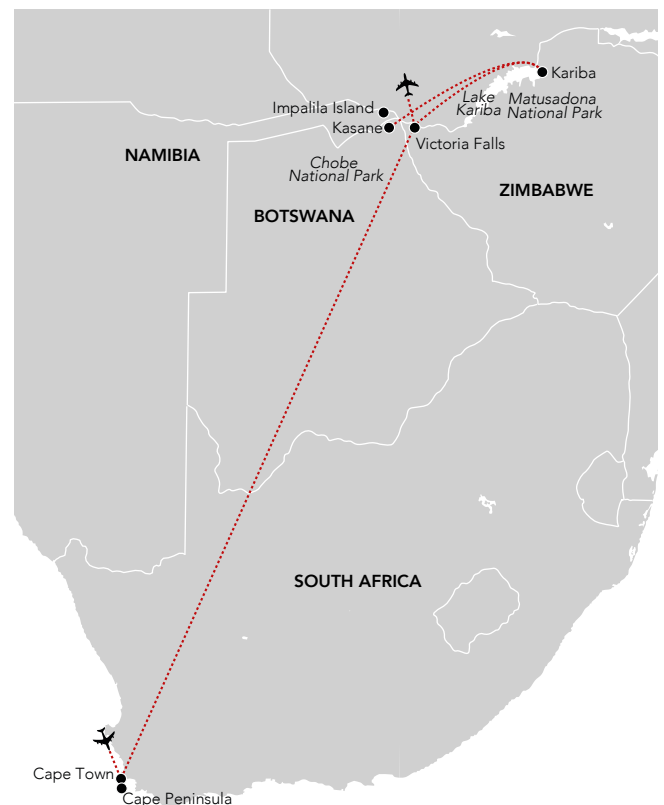 Kariba
Lake
Kariba
Matusadona
National Park
Impalila Island
Kasane
Victoria Falls
NAMIBIA
Chobe
National Park
ZIMBABWE
BOTSWANA
SOUTH AFRICA
Cape Town
Cape Peninsula